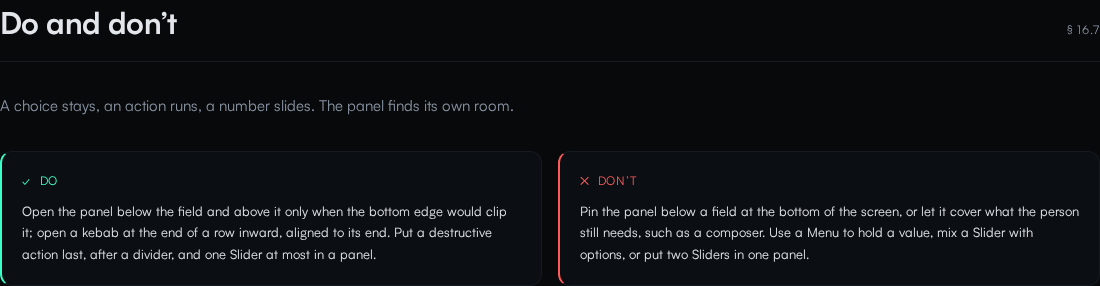 Do and don’t
§ 16.7
A choice stays, an action runs, a number slides. The panel finds its own room.
DO
Open the panel below the field and above it only when the bottom edge would clip
it; open a kebab at the end of a row inward, aligned to its end. Put a destructive
action last, after a divider, and one Slider at most in a panel.
DON’T
Pin the panel below a field at the bottom of the screen, or let it cover what the person
still needs, such as a composer. Use a Menu to hold a value, mix a Slider with
options, or put two Sliders in one panel.